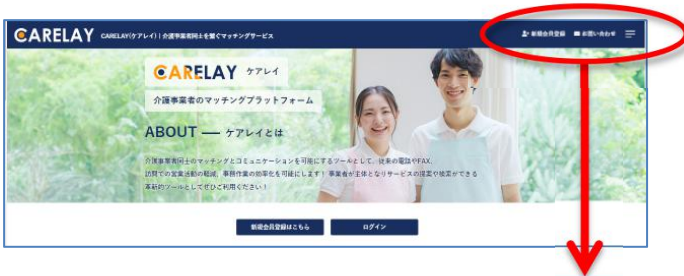 CARELAY CARELAY(ケアレイ) | 介護事業者同士を繋ぐマッチングサービス 新規会員登録 お問い合わせ
CARELAY ケアレイ
介護事業者のマッチングプラットフォーム
ABOUT — ケアレイとは
介護事業者同士のマッチングとコミュニケーションを可能にするツールとして、従来の電話やFAX、
訪問での営業活動の軽減、事務作業の効率化を可能にします！事業者が主体となりサービスの提案や検索ができる
革新的ツールとしてぜひご利用ください！
新規会員登録はこちら ログイン